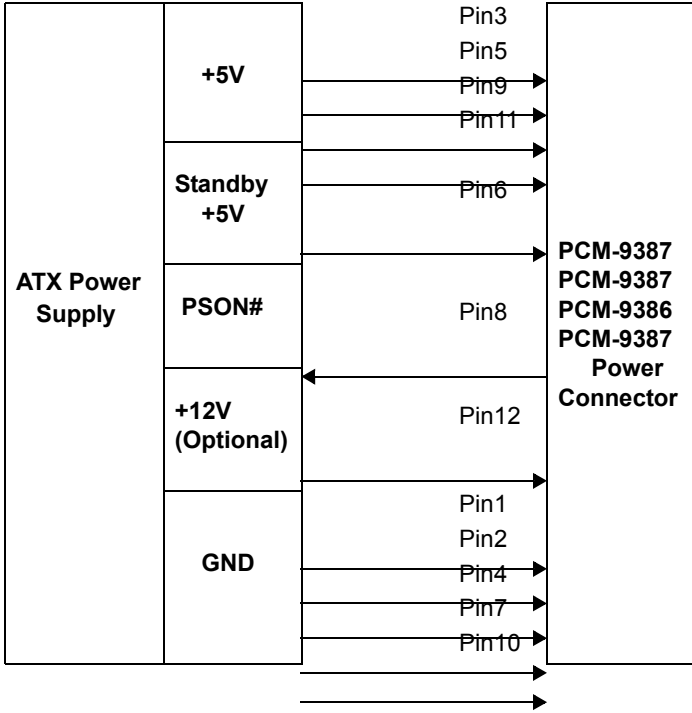 ATX Power
Supply
+5V
Standby
+5V
PSON#
+12V
(Optional)
GND
Pin3
Pin5
Pin9
Pin11
Pin6
Pin8
Pin12
Pin1
Pin2
Pin4
Pin7
Pin10
PCM-9387
PCM-9387
PCM-9386
PCM-9387
Power
Connector